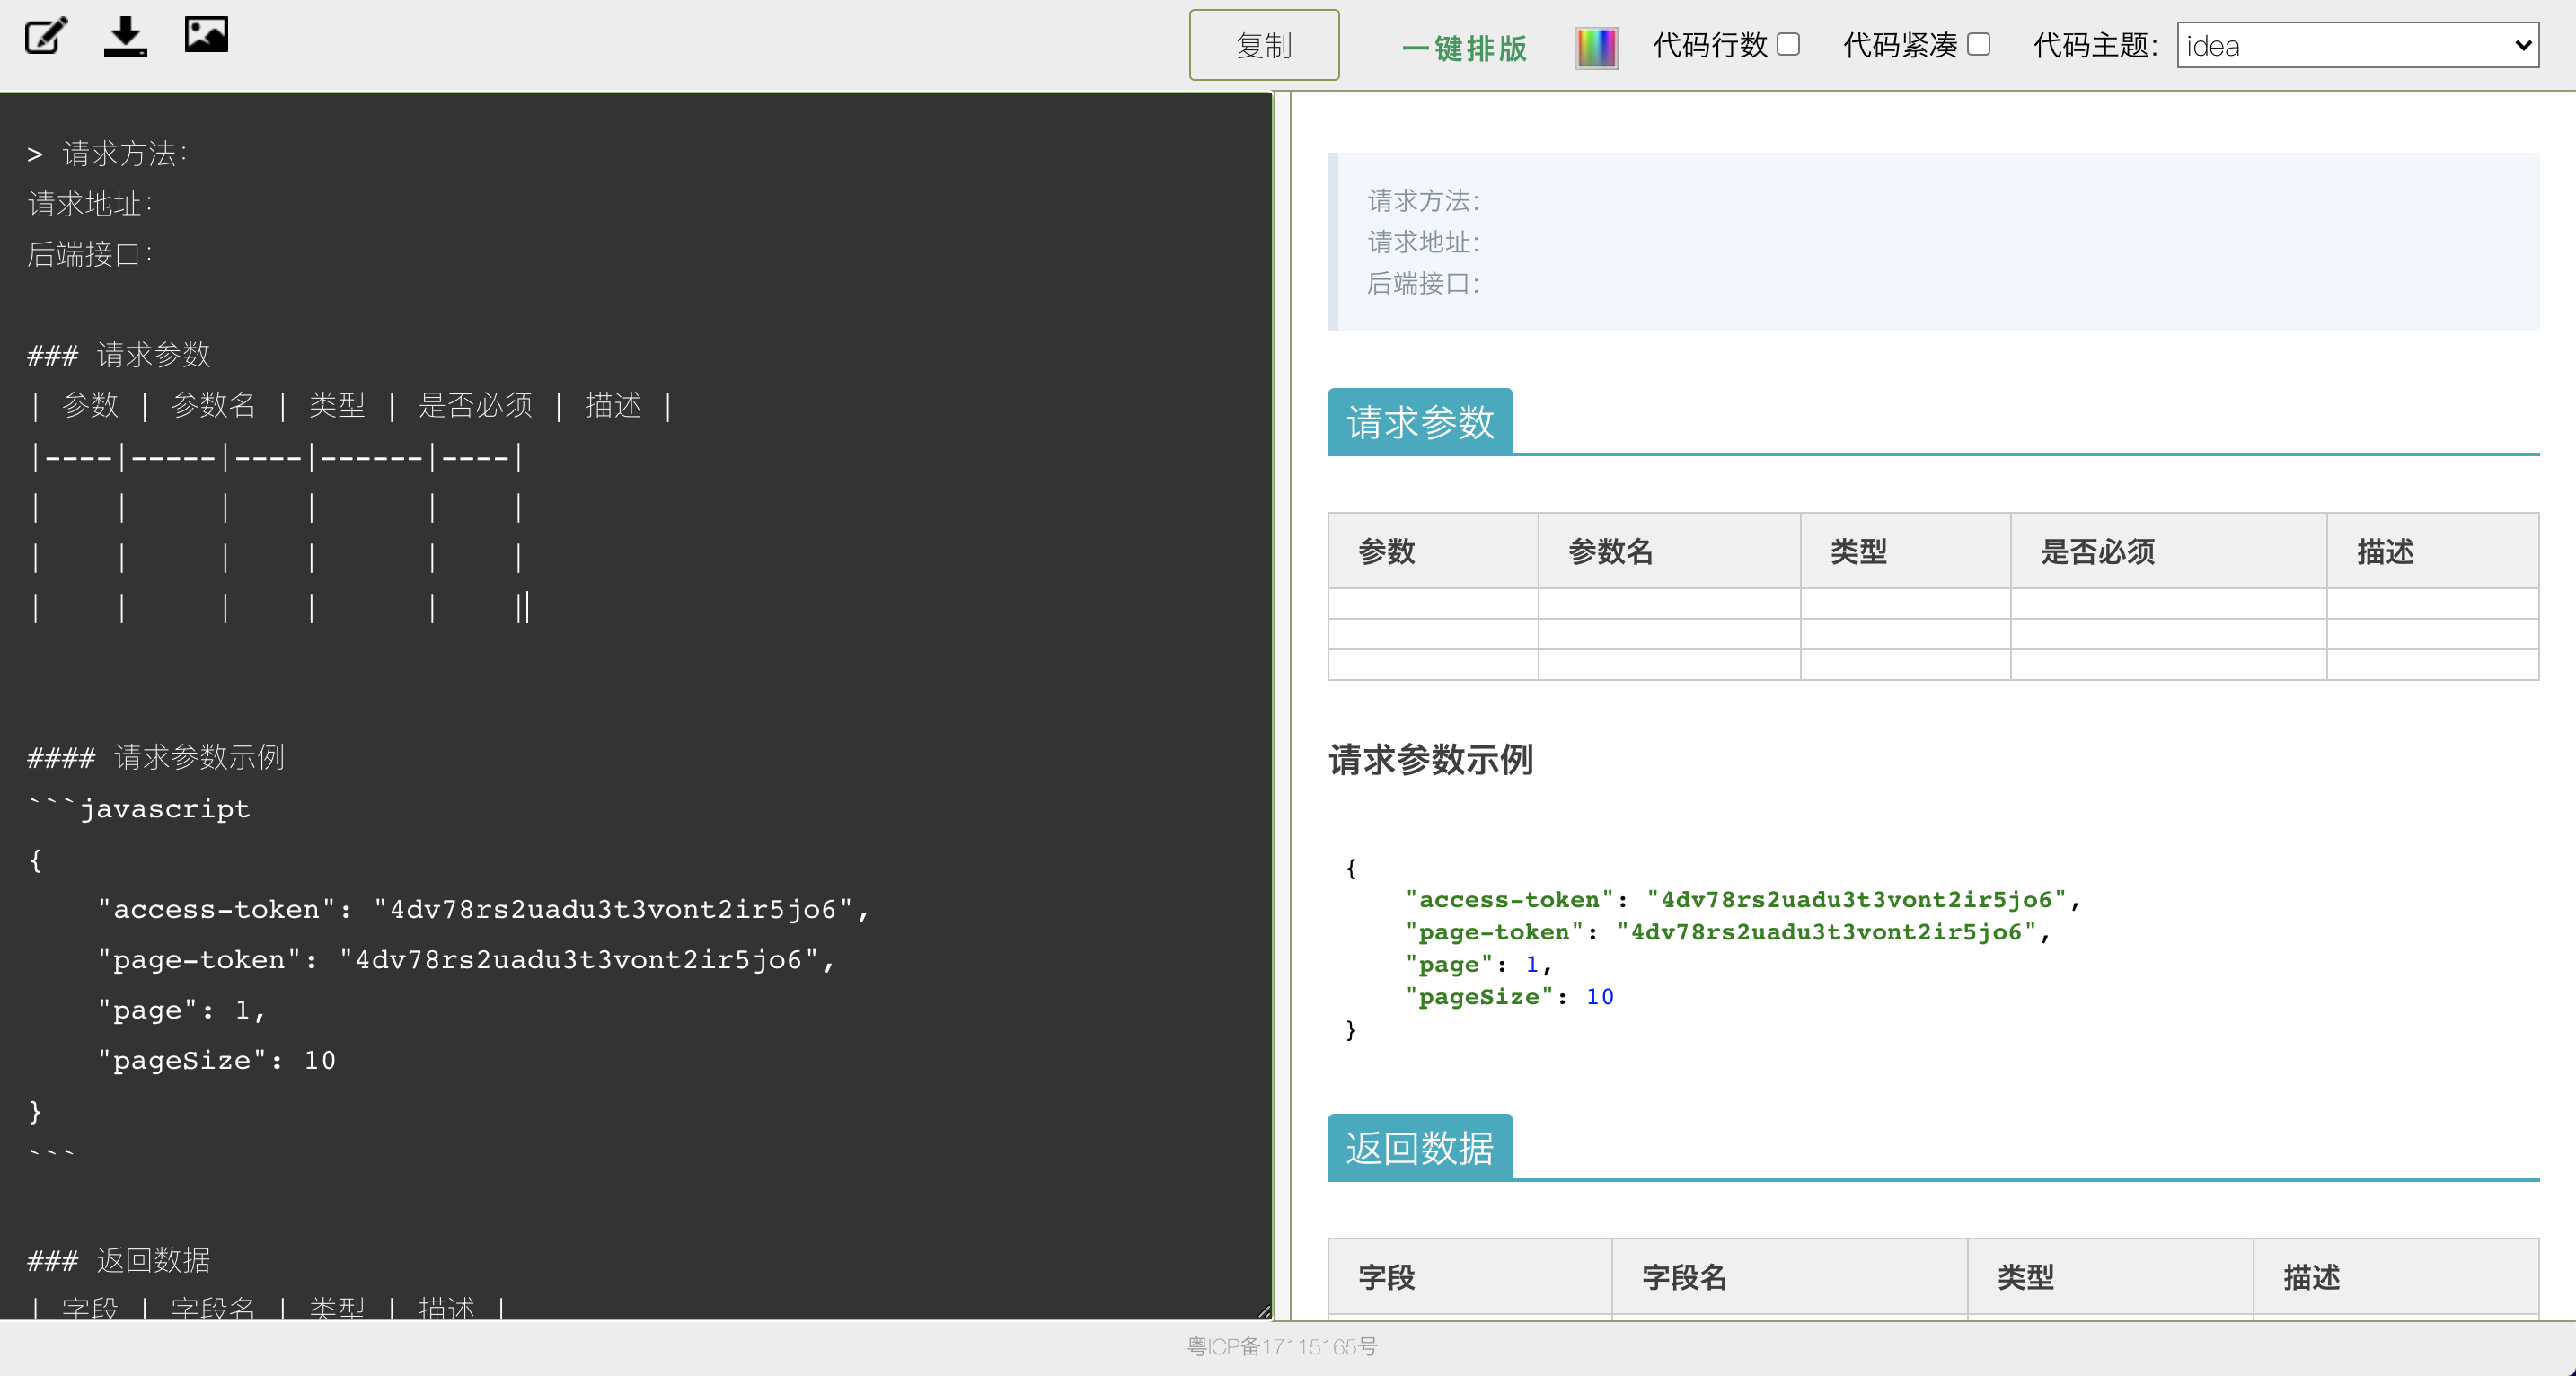 复制 一键排版 代码行数 代码紧凑 代码主题: idea
> 请求方法:
请求地址:
后端接口:
### 请求参数
| 参数 | 参数名 | 类型 | 是否必须 | 描述 |
|----|-----|----|------|----|
|    |     |    |      |    |
|    |     |    |      |    |
|    |     |    |      |    |
#### 请求参数示例
```javascript
{
    "access-token": "4dv78rs2uadu3t3vont2ir5jo6",
    "page-token": "4dv78rs2uadu3t3vont2ir5jo6",
    "page": 1,
    "pageSize": 10
}
```
### 返回数据
| 字段 | 字段名 | 类型 | 描述 |
请求方法:
请求地址:
后端接口:
请求参数
参数 参数名 类型 是否必须 描述
请求参数示例
{
    "access-token": "4dv78rs2uadu3t3vont2ir5jo6",
    "page-token": "4dv78rs2uadu3t3vont2ir5jo6",
    "page": 1,
    "pageSize": 10
}
返回数据
字段 字段名 类型 描述
粤ICP备17115165号